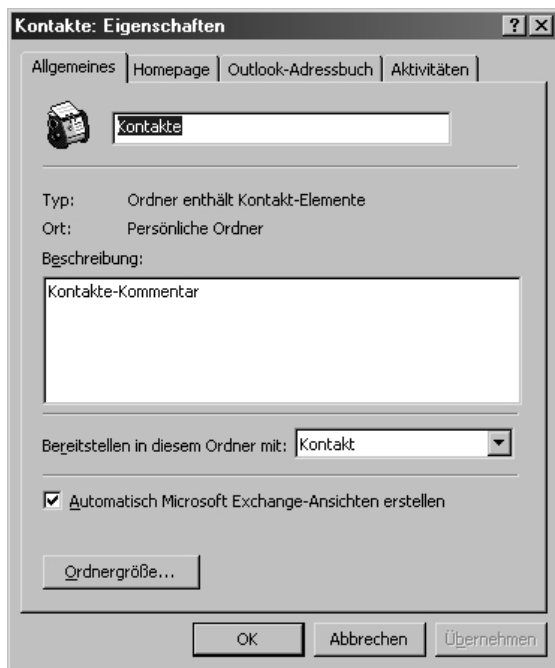 Kontakte: Eigenschaften
Allgemeines Homepage Outlook-Adressbuch Aktivitäten
Kontakte
Typ: Ordner enthält Kontakt-Elemente
Ort: Persönliche Ordner
Beschreibung:
Kontakte-Kommentar
Bereitstellen in diesem Ordner mit: Kontakt
Automatisch Microsoft Exchange-Ansichten erstellen
Ordnergröße...
OK Abbrechen Übernehmen